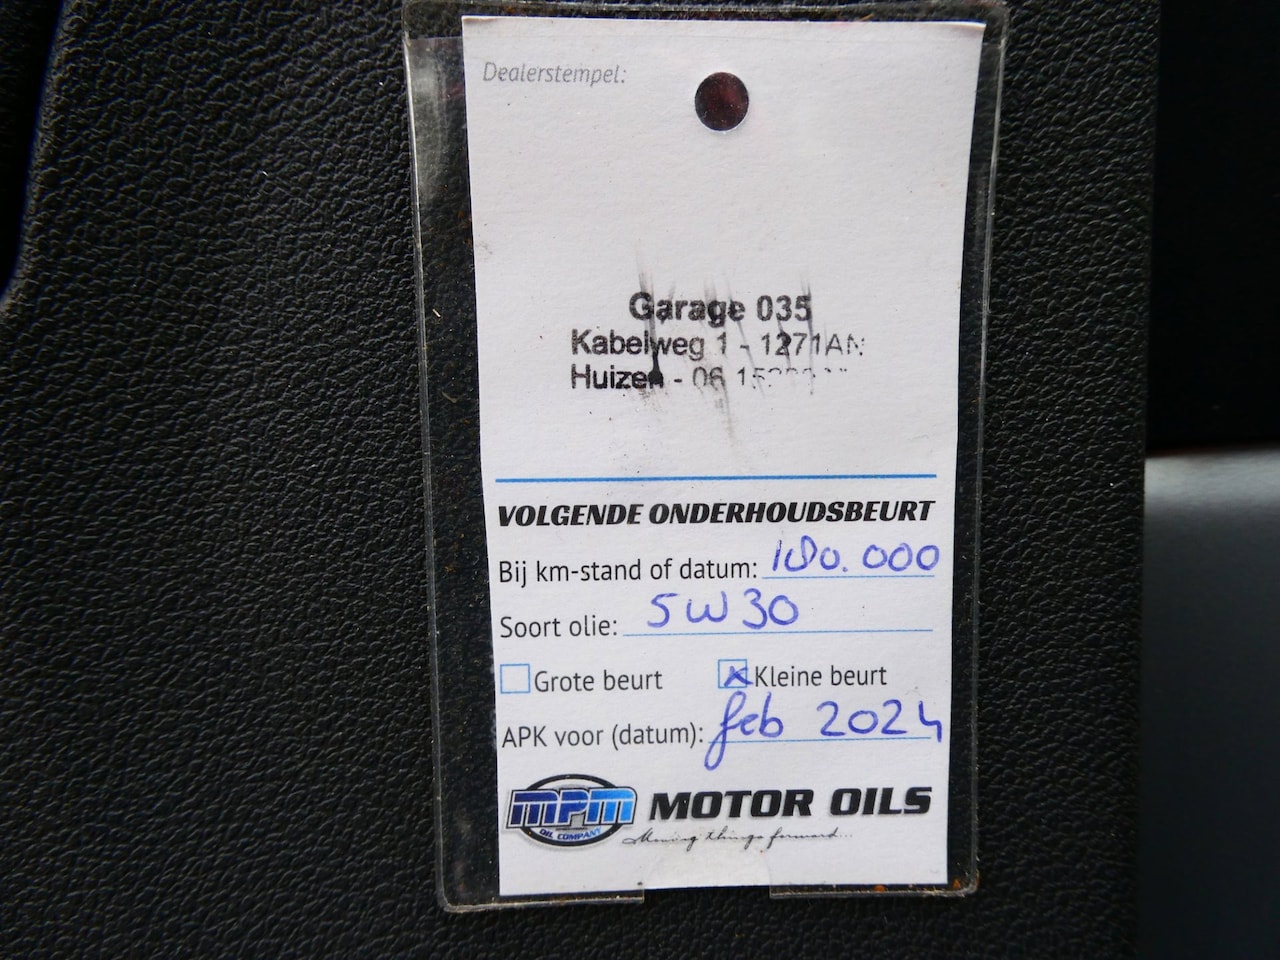 Dealerstempel:
Garage 035
Kabelweg 1 - 1271AN
Huizen - 06
VOLGENDE ONDERHOUDSBEURT
Bij km-stand of datum: 180.000
Soort olie: 5W30
Grote beurt Kleine beurt
APK voor (datum): feb 2024
MPM MOTOR OILS
OIL COMPANY
Moving things forward...